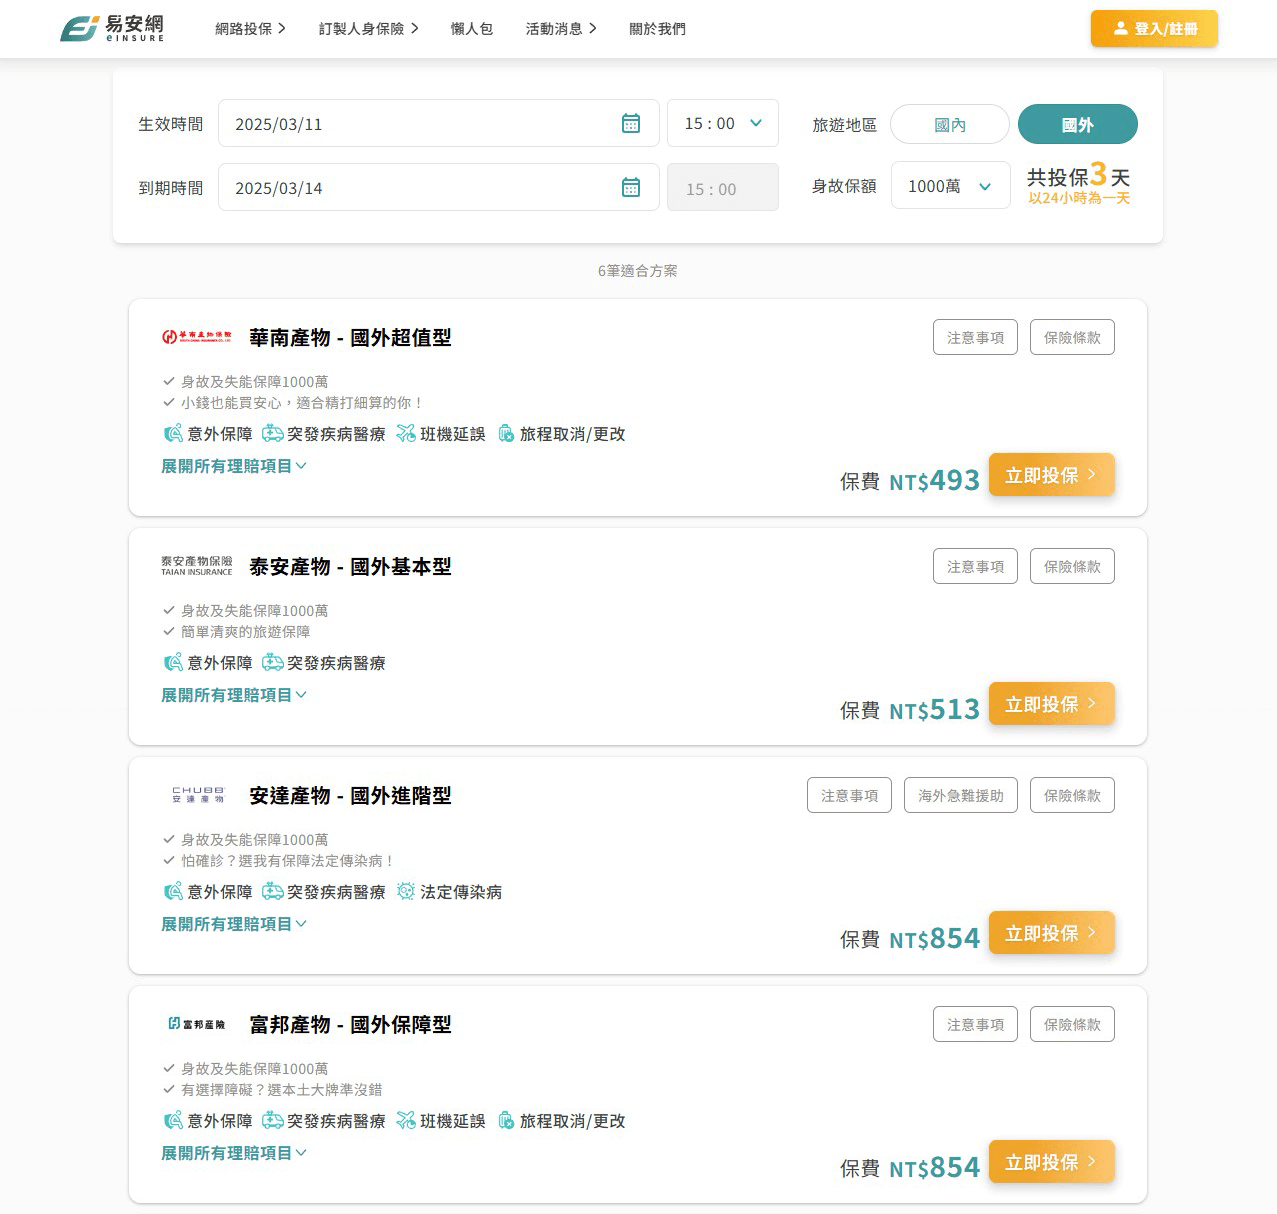 易安網
eINSURE
網路投保
訂製人身保險
懶人包
活動消息
關於我們
登入/註冊
生效時間
2025/03/11
15 : 00
旅遊地區
國內
國外
到期時間
2025/03/14
15 : 00
身故保額
1000萬
共投保3天
以24小時為一天
6筆適合方案
華南產物保險
華南產物 - 國外超值型
注意事項
保險條款
身故及失能保障1000萬
小錢也能買安心，適合精打細算的你！
意外保障
突發疾病醫療
班機延誤
旅程取消/更改
展開所有理賠項目
保費 NT$493
立即投保
泰安產物保險
TAIAN INSURANCE
泰安產物 - 國外基本型
注意事項
保險條款
身故及失能保障1000萬
簡單清爽的旅遊保障
意外保障
突發疾病醫療
展開所有理賠項目
保費 NT$513
立即投保
CHUBB
安達產物
安達產物 - 國外進階型
注意事項
海外急難援助
保險條款
身故及失能保障1000萬
怕確診？選我有保障法定傳染病！
意外保障
突發疾病醫療
法定傳染病
展開所有理賠項目
保費 NT$854
立即投保
富邦產險
富邦產物 - 國外保障型
注意事項
保險條款
身故及失能保障1000萬
有選擇障礙？選本土大牌準沒錯
意外保障
突發疾病醫療
班機延誤
旅程取消/更改
展開所有理賠項目
保費 NT$854
立即投保